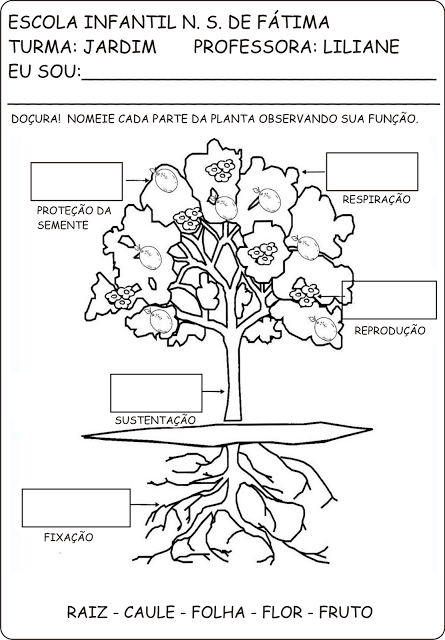 ESCOLA INFANTIL N. S. DE FÁTIMA
TURMA: JARDIM PROFESSORA: LILIANE
EU SOU:
DOÇURA! NOMEIE CADA PARTE DA PLANTA OBSERVANDO SUA FUNÇÃO.
RESPIRAÇÃO
PROTEÇÃO DA
SEMENTE
REPRODUÇÃO
SUSTENTAÇÃO
FIXAÇÃO
RAIZ - CAULE - FOLHA - FLOR - FRUTO